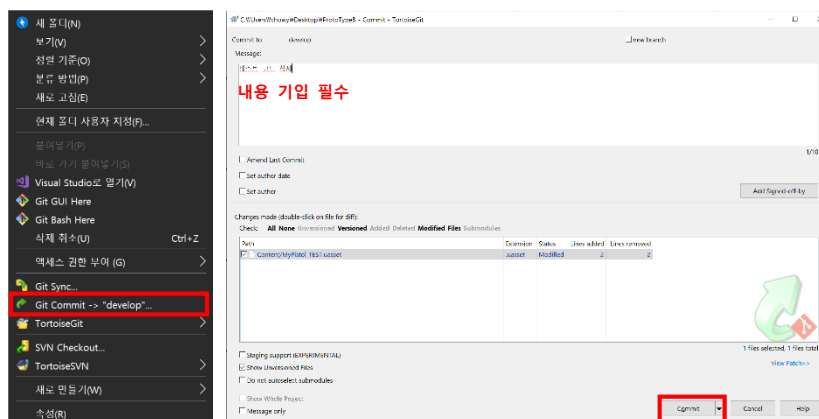 새 폴더(N)
보기(V)
정렬 기준(O)
분류 방법(P)
새로 고침(E)
현재 폴더 사용자 지정(F)...
붙여넣기(P)
바로 가기 붙여넣기(S)
Visual Studio로 열기(V)
Git GUI Here
Git Bash Here
삭제 취소(U) Ctrl+Z
액세스 권한 부여 (G)
Git Sync...
Git Commit -> "develop"...
TortoiseGit
SVN Checkout...
TortoiseSVN
새로 만들기(W)
속성(R)
C:\Users\chowy\Desktop\ProtoTypeB - Commit - TortoiseGit
Commit to: develop new branch
Message:
테스트 코드 삭제
내용 기입 필수
1/10
Amend Last Commit
Set author date
Set author
Add Signed-off-by
Changes made (double-click on file for diff):
Check: All None Unversioned Versioned Added Deleted Modified Files Submodules
Path Extension Status Lines added Lines removed
Content/MyPistol_TEST.uasset .uasset Modified 2 2
1 files selected, 1 files total
Staging support (EXPERIMENTAL)
View Patch>>
Show Unversioned Files
Do not autoselect submodules
Show Whole Project
Message only
Commit Cancel Help